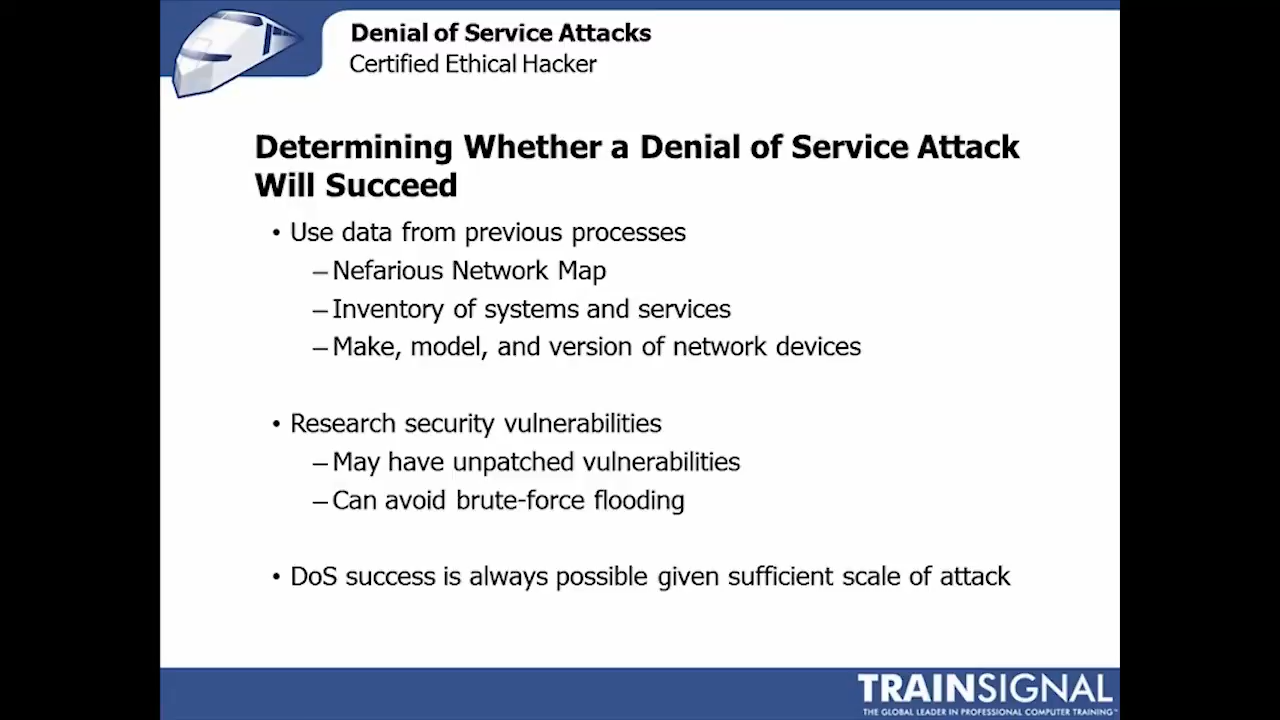 Denial of Service Attacks
Certified Ethical Hacker
Determining Whether a Denial of Service Attack
Will Succeed
• Use data from previous processes
– Nefarious Network Map
– Inventory of systems and services
– Make, model, and version of network devices
• Research security vulnerabilities
– May have unpatched vulnerabilities
– Can avoid brute-force flooding
• DoS success is always possible given sufficient scale of attack
TRAINSIGNAL
THE GLOBAL LEADER IN PROFESSIONAL COMPUTER TRAINING™